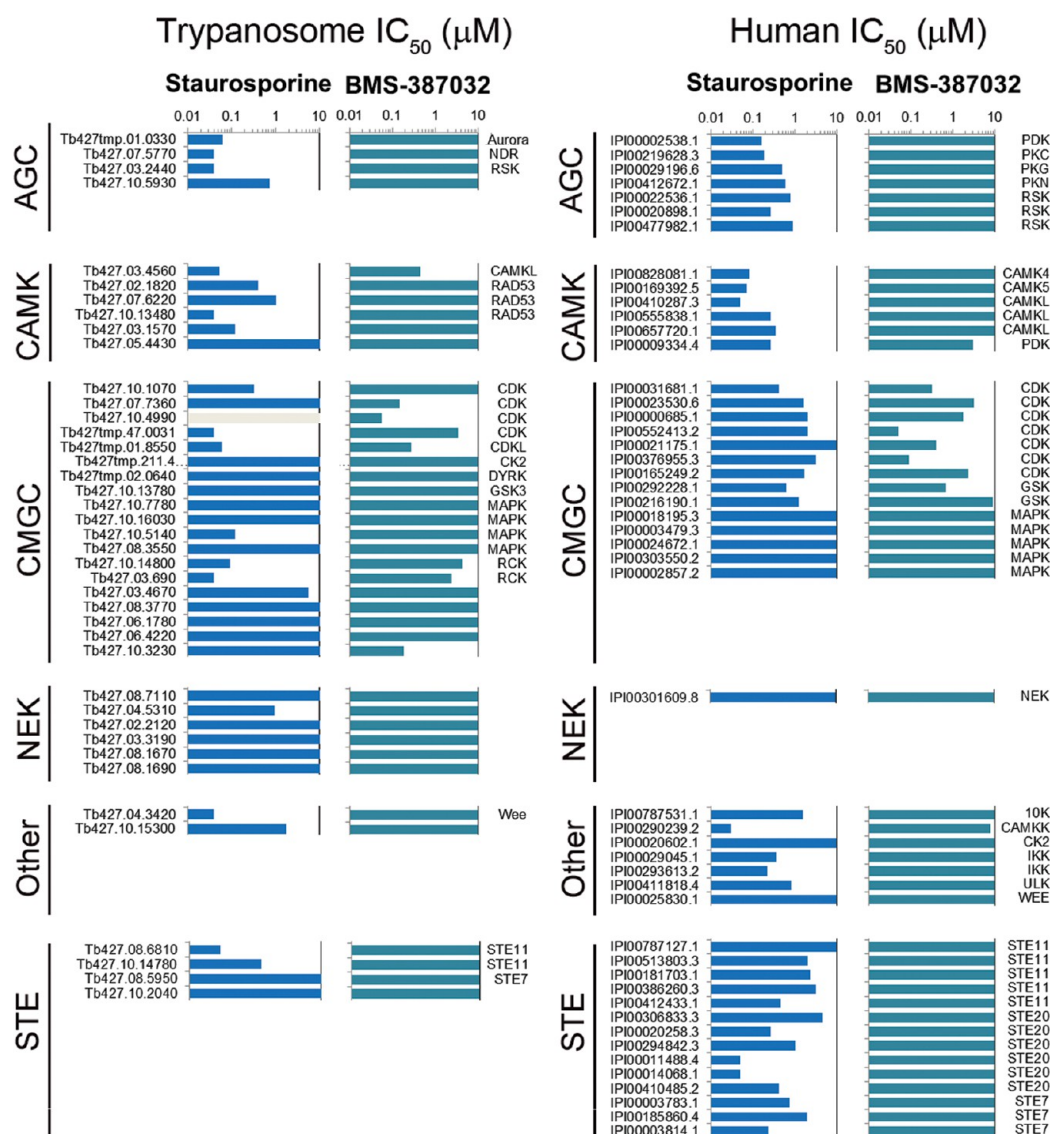 Trypanosome IC50 (μM) Human IC50 (μM)
Staurosporine BMS-387032 Staurosporine BMS-387032
0.01 0.1 1 10 0.01 0.1 1 10 0.01 0.1 1 10 0.01 0.1 1 10
AGC
Tb427tmp.01.0330 Aurora
Tb427.07.5770 NDR
Tb427.03.2440 RSK
Tb427.10.5930
CAMK
Tb427.03.4560 CAMKL
Tb427.02.1820 RAD53
Tb427.07.6220 RAD53
Tb427.10.13480 RAD53
Tb427.03.1570
Tb427.05.4430
CMGC
Tb427.10.1070 CDK
Tb427.07.7360 CDK
Tb427.10.4990 CDK
Tb427tmp.47.0031 CDK
Tb427tmp.01.8550 CDKL
Tb427tmp.211.4... CK2
Tb427tmp.02.0640 DYRK
Tb427.10.13780 GSK3
Tb427.10.7780 MAPK
Tb427.10.16030 MAPK
Tb427.10.5140 MAPK
Tb427.08.3550 MAPK
Tb427.10.14800 RCK
Tb427.03.690 RCK
Tb427.03.4670
Tb427.08.3770
Tb427.06.1780
Tb427.06.4220
Tb427.10.3230
NEK
Tb427.08.7110
Tb427.04.5310
Tb427.02.2120
Tb427.03.3190
Tb427.08.1670
Tb427.08.1690
Other
Tb427.04.3420 Wee
Tb427.10.15300
STE
Tb427.08.6810 STE11
Tb427.10.14780 STE11
Tb427.08.5950 STE7
Tb427.10.2040
AGC
IPI00002538.1 PDK
IPI00219628.3 PKC
IPI00029196.6 PKG
IPI00412672.1 PKN
IPI00022536.1 RSK
IPI00020898.1 RSK
IPI00477982.1 RSK
CAMK
IPI00828081.1 CAMK4
IPI00169392.5 CAMK5
IPI00410287.3 CAMKL
IPI00555838.1 CAMKL
IPI00657720.1 CAMKL
IPI00009334.4 PDK
CMGC
IPI00031681.1 CDK
IPI00023530.6 CDK
IPI00000685.1 CDK
IPI00552413.2 CDK
IPI00021175.1 CDK
IPI00376955.3 CDK
IPI00165249.2 CDK
IPI00292228.1 GSK
IPI00216190.1 GSK
IPI00018195.3 MAPK
IPI00003479.3 MAPK
IPI00024672.1 MAPK
IPI00303550.2 MAPK
IPI00002857.2 MAPK
NEK
IPI00301609.8 NEK
Other
IPI00787531.1 10K
IPI00290239.2 CAMKK
IPI00020602.1 CK2
IPI00029045.1 IKK
IPI00293613.2 IKK
IPI00411818.4 ULK
IPI00025830.1 WEE
STE
IPI00787127.1 STE11
IPI00513803.3 STE11
IPI00181703.1 STE11
IPI00386260.3 STE11
IPI00412433.1 STE11
IPI00306833.3 STE20
IPI00020258.3 STE20
IPI00294842.3 STE20
IPI00011488.4 STE20
IPI00014068.1 STE20
IPI00410485.2 STE20
IPI00003783.1 STE7
IPI00185860.4 STE7
IPI00003814.1 STE7